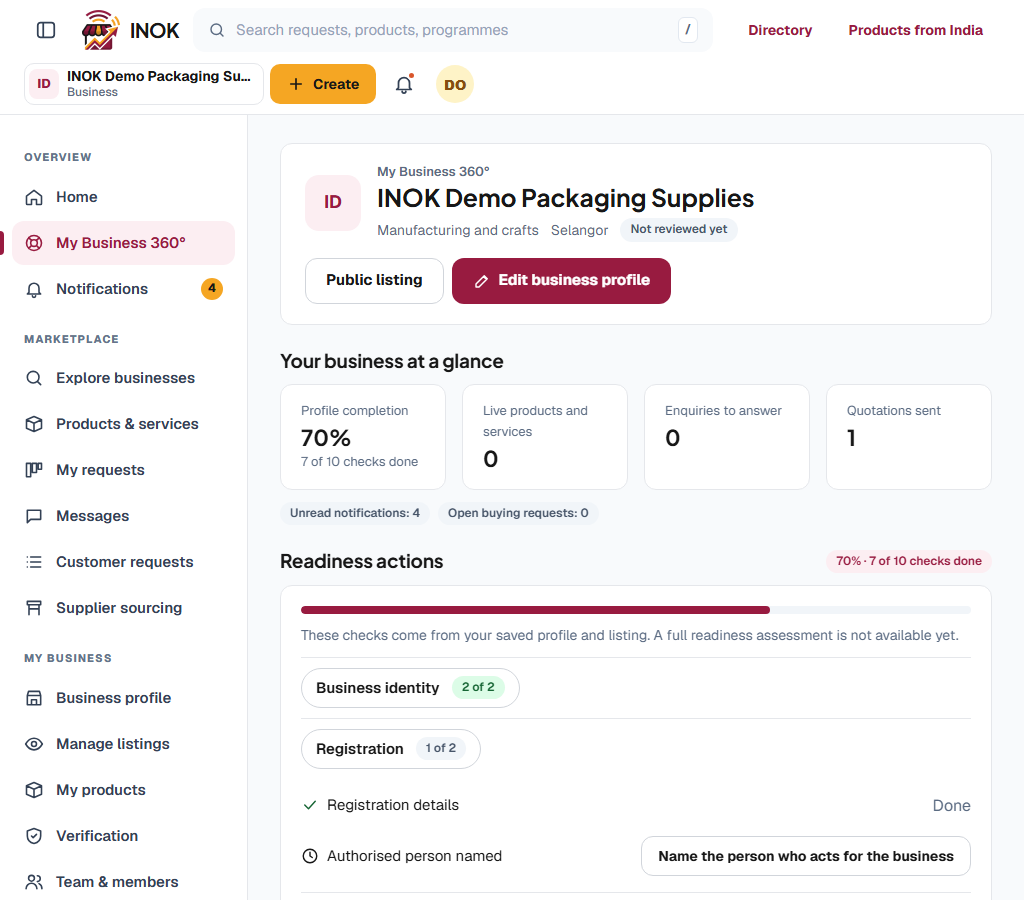 INOK
Search requests, products, programmes
/
Directory
Products from India
ID
INOK Demo Packaging Su...
Business
Create
DO
OVERVIEW
Home
My Business 360°
Notifications
4
MARKETPLACE
Explore businesses
Products & services
My requests
Messages
Customer requests
Supplier sourcing
MY BUSINESS
Business profile
Manage listings
My products
Verification
Team & members
ID
My Business 360°
INOK Demo Packaging Supplies
Manufacturing and crafts Selangor Not reviewed yet
Public listing
Edit business profile
Your business at a glance
Profile completion
70%
7 of 10 checks done
Live products and
services
0
Enquiries to answer
0
Quotations sent
1
Unread notifications: 4
Open buying requests: 0
Readiness actions
70% · 7 of 10 checks done
These checks come from your saved profile and listing. A full readiness assessment is not available yet.
Business identity 2 of 2
Registration 1 of 2
Registration details
Done
Authorised person named
Name the person who acts for the business